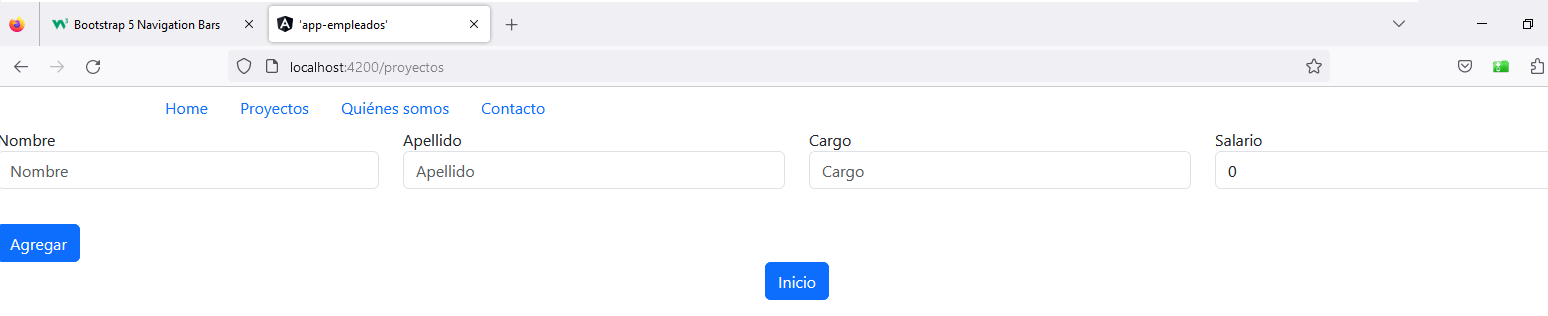 Bootstrap 5 Navigation Bars
'app-empleados'
localhost:4200/proyectos
Home Proyectos Quiénes somos Contacto
Nombre Apellido Cargo Salario
Nombre Apellido Cargo 0
Agregar
Inicio